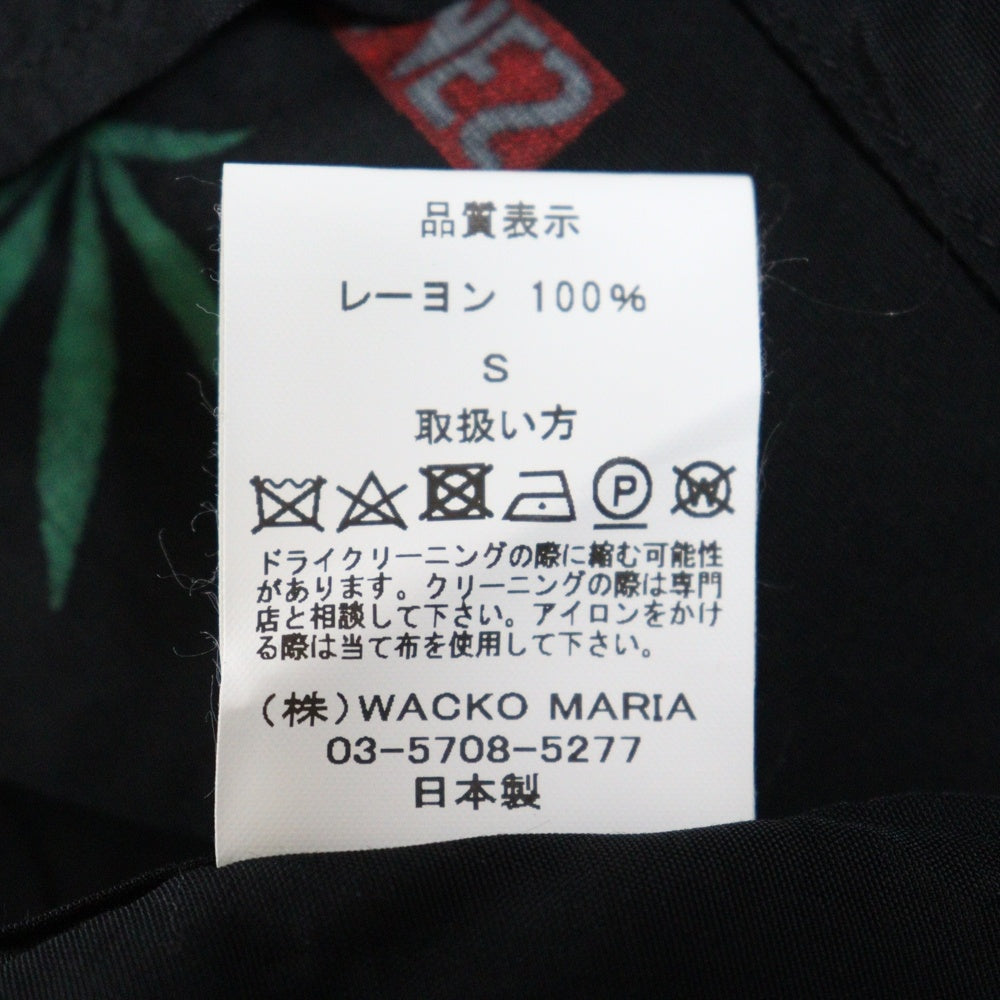 NES
品質表示
レーヨン 100%
S
取扱い方
P
W
ドライクリーニングの際に縮む可能性
があります。クリーニングの際は専門
店と相談して下さい。アイロンをかけ
る際は当て布を使用して下さい。
(株)WACKO MARIA
03-5708-5277
日本製